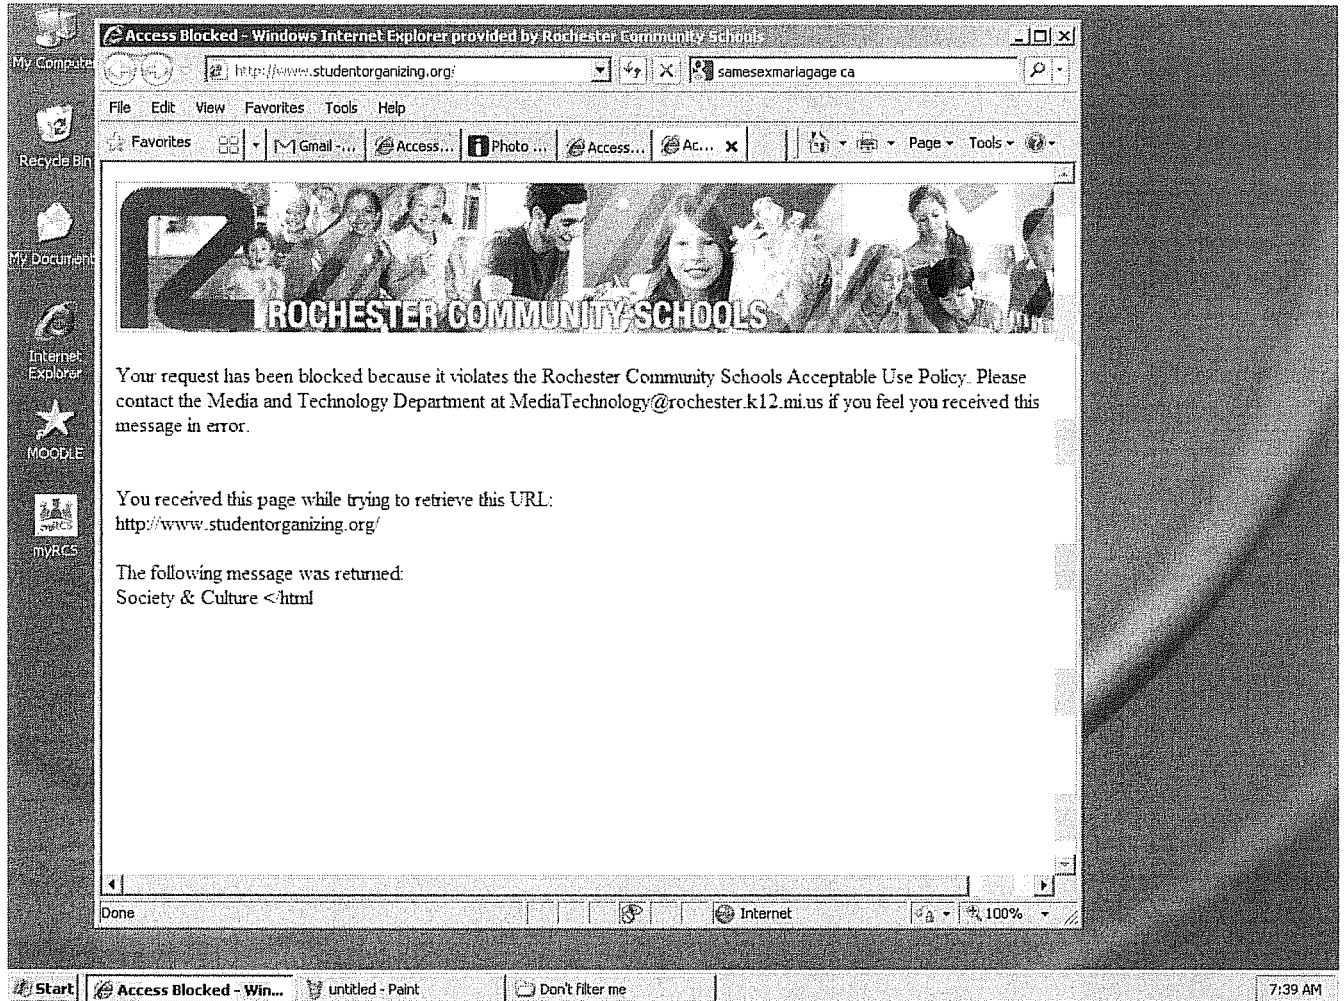 My Computer
Recycle Bin
My Document
Internet
Explorer
MOODLE
myRCS
Access Blocked - Windows Internet Explorer provided by Rochester Community Schools
http://www.studentorganizing.org/
samesexmariagage ca
File Edit View Favorites Tools Help
Favorites Gmail -... Access... Photo ... Access... Ac... Page Tools
12
ROCHESTER COMMUNITY SCHOOLS
Your request has been blocked because it violates the Rochester Community Schools Acceptable Use Policy. Please
contact the Media and Technology Department at MediaTechnology@rochester.k12.mi.us if you feel you received this
message in error.
You received this page while trying to retrieve this URL:
http://www.studentorganizing.org/
The following message was returned:
Society & Culture </html
Done Internet 100%
Start Access Blocked - Win... untitled - Paint Don't filter me 7:39 AM